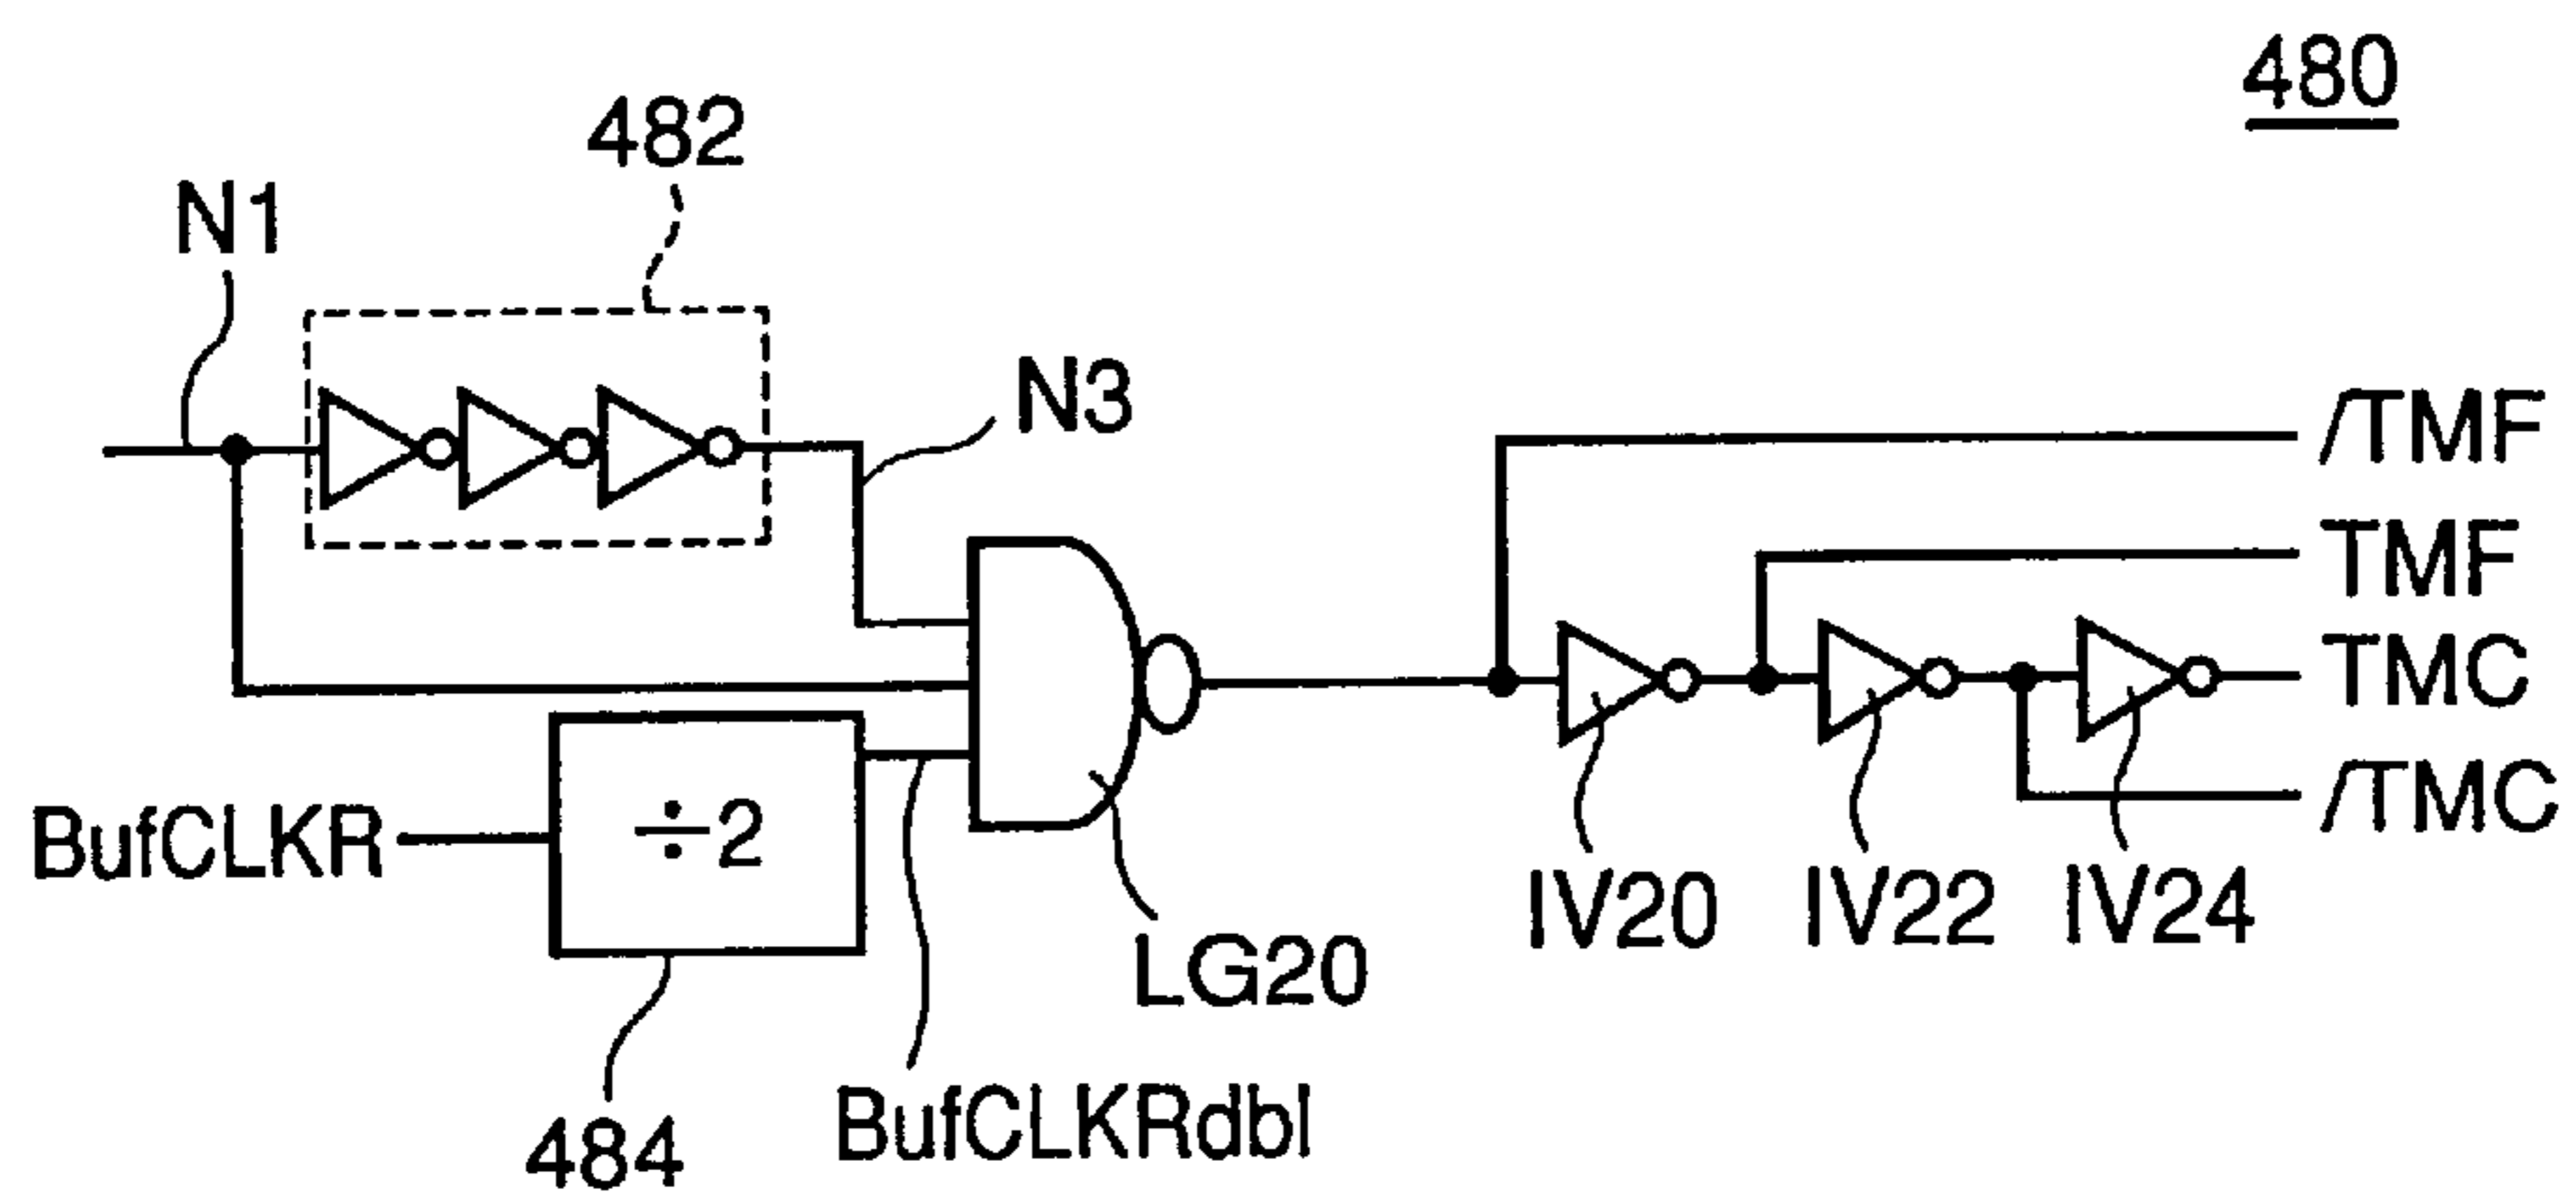 480
482
N1
N3
/TMF
TMF
TMC
/TMC
BufCLKR
÷2
IV20
IV22
IV24
LG20
BufCLKRdbl
484